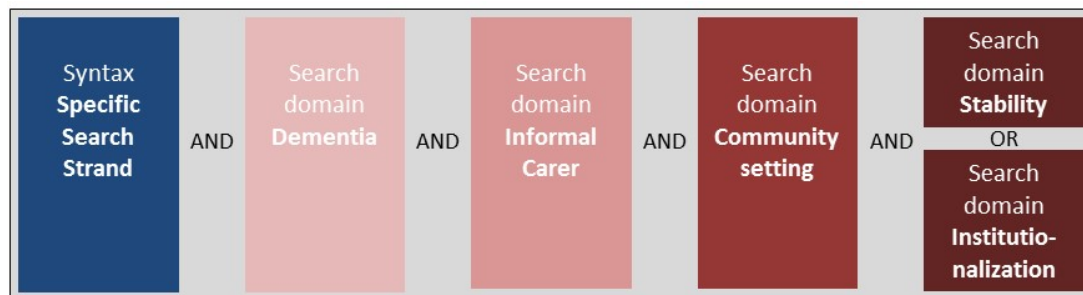 Syntax
Specific
Search
Strand
AND
Search
domain
Dementia
AND
Search
domain
Informal
Carer
AND
Search
domain
Community
setting
AND
Search
domain
Stability
OR
Search
domain
Institutio-
nalization